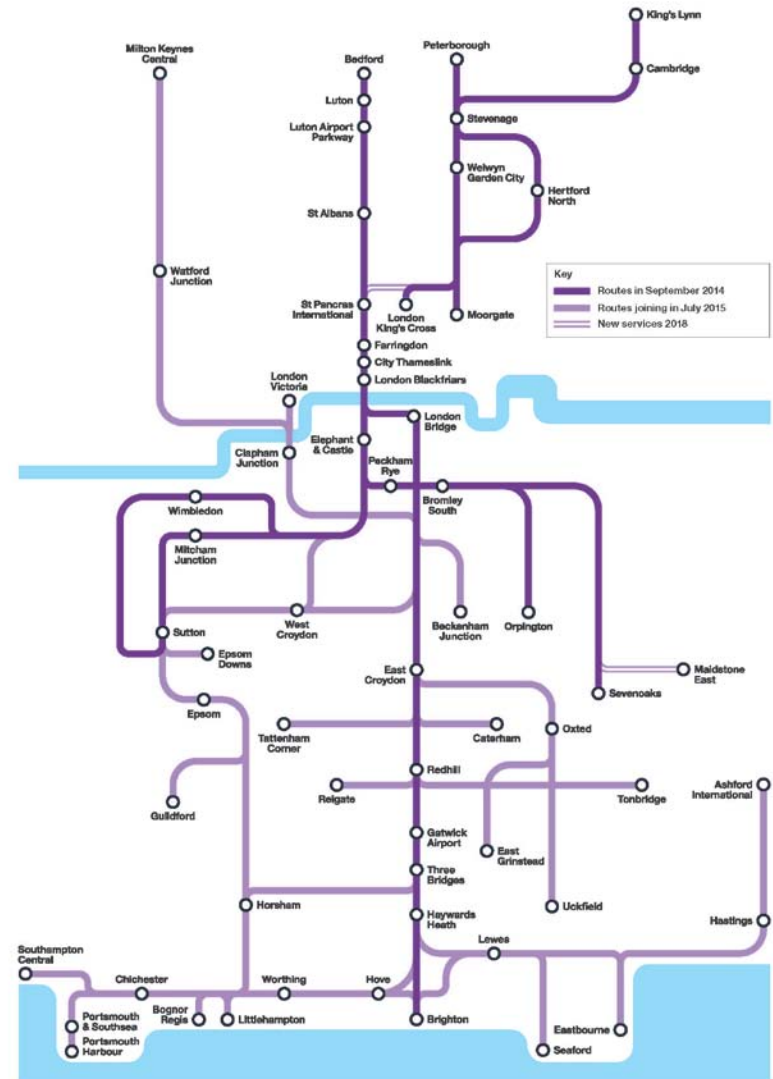 King's Lynn
Milton Keynes
Central
Bedford
Peterborough
Cambridge
Luton
Luton Airport
Parkway
Stevenage
Welwyn
Garden City
Hertford
North
St Albans
Watford
Junction
Key
Routes in September 2014
Routes joining in July 2015
New services 2018
St Pancras
International
London
King's Cross
Moorgate
Farringdon
City Thameslink
London Blackfriars
London
Victoria
London
Bridge
Clapham
Junction
Elephant
& Castle
Peckham
Rye
Bromley
South
Wimbledon
Mitcham
Junction
West
Croydon
Beckenham
Junction
Orpington
Sutton
Epsom
Downs
East
Croydon
Maidstone
East
Sevenoaks
Epsom
Tattenham
Corner
Caterham
Oxted
Redhill
Reigate
Tonbridge
Ashford
International
Guildford
Gatwick
Airport
East
Grinstead
Three
Bridges
Horsham
Haywards
Heath
Uckfield
Hastings
Southampton
Central
Lewes
Chichester
Worthing
Hove
Portsmouth
& Southsea
Bognor
Regis
Littlehampton
Brighton
Eastbourne
Portsmouth
Harbour
Seaford